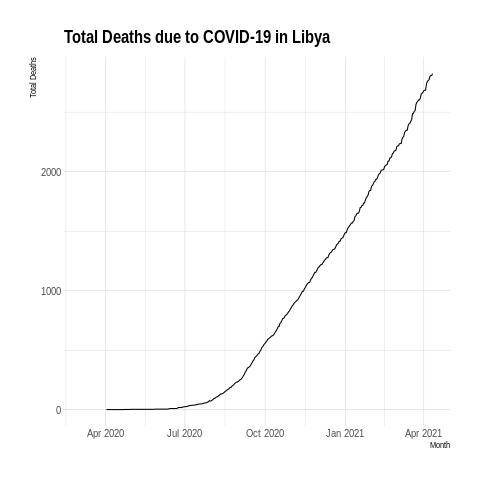 Total Deaths due to COVID-19 in Libya
Total Deaths
2000
1000
0
Apr 2020 Jul 2020 Oct 2020 Jan 2021 Apr 2021
Month